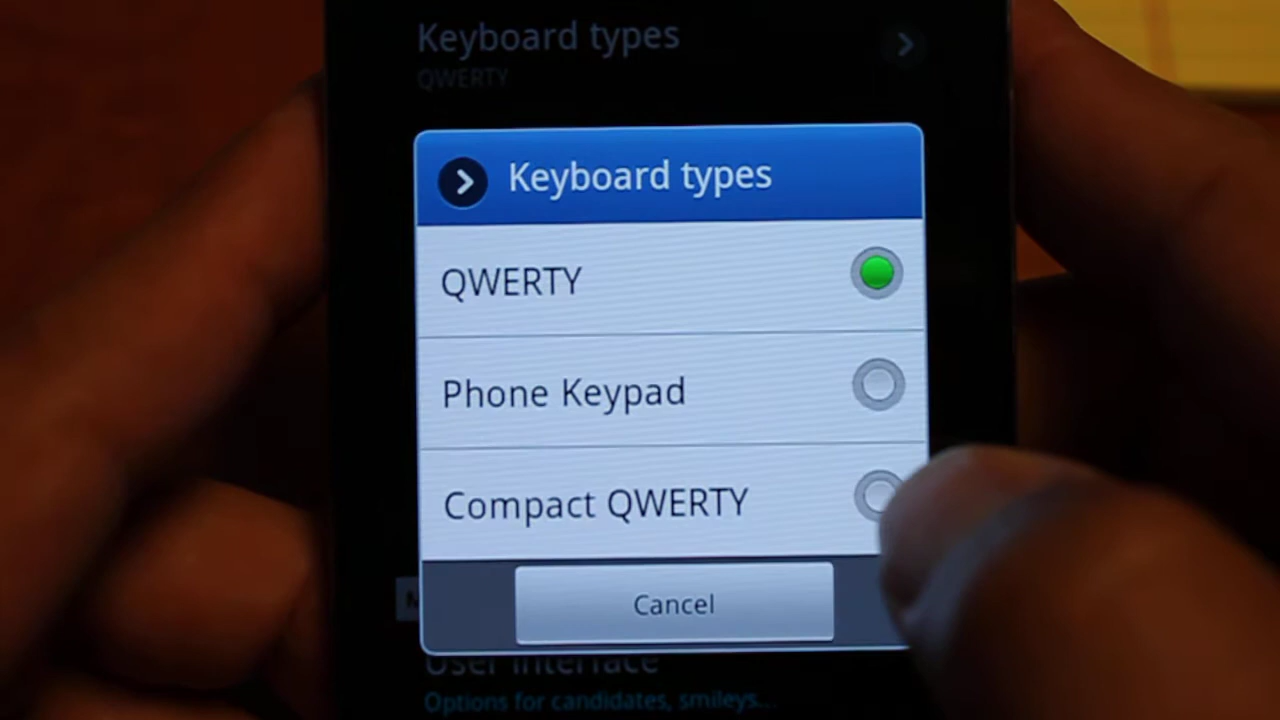 Keyboard types
QWERTY
Keyboard types
QWERTY
Phone Keypad
Compact QWERTY
Cancel
User interface
Options for candidates, smileys...